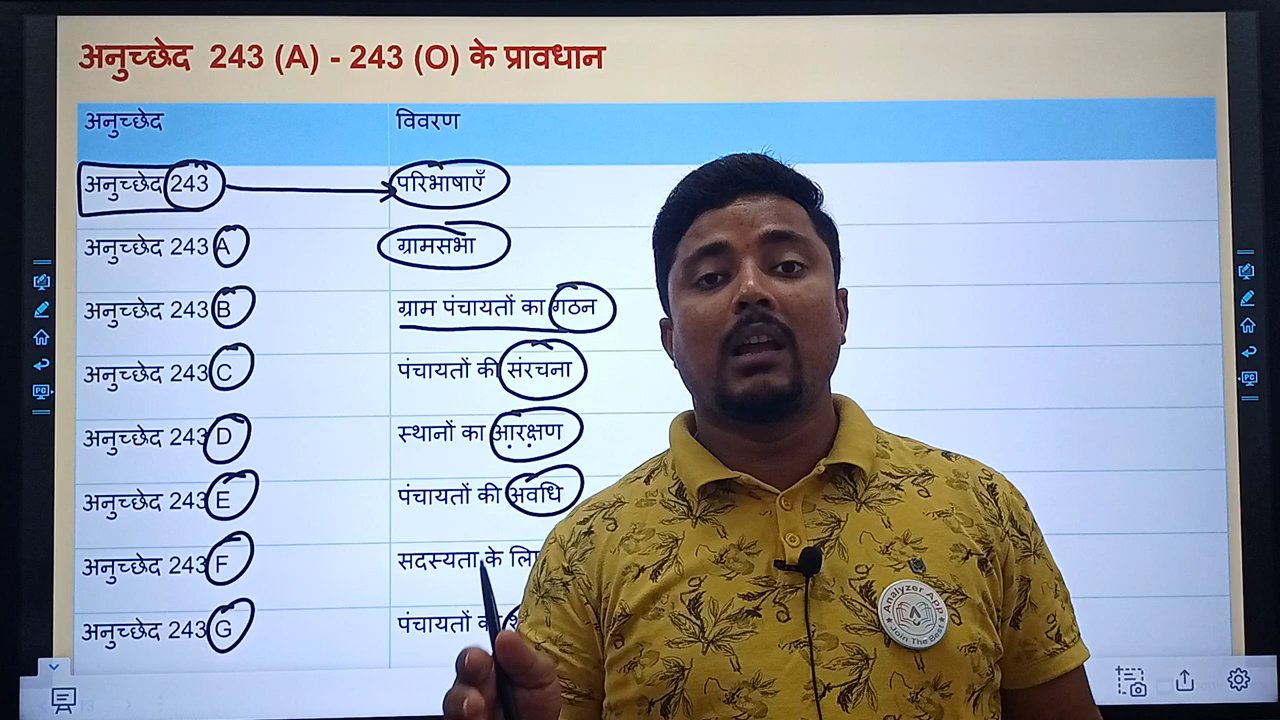 अनुच्छेद 243 (A) - 243 (O) के प्रावधान
अनुच्छेद विवरण
अनुच्छेद 243 परिभाषाएँ
अनुच्छेद 243 A ग्रामसभा
अनुच्छेद 243 B ग्राम पंचायतों का गठन
अनुच्छेद 243 C पंचायतों की संरचना
अनुच्छेद 243 D स्थानों का आरक्षण
अनुच्छेद 243 E पंचायतों की अवधि
अनुच्छेद 243 F सदस्यता के
अनुच्छेद 243 G पंचायतों
Analyzer App
Join The Best
PC
PC